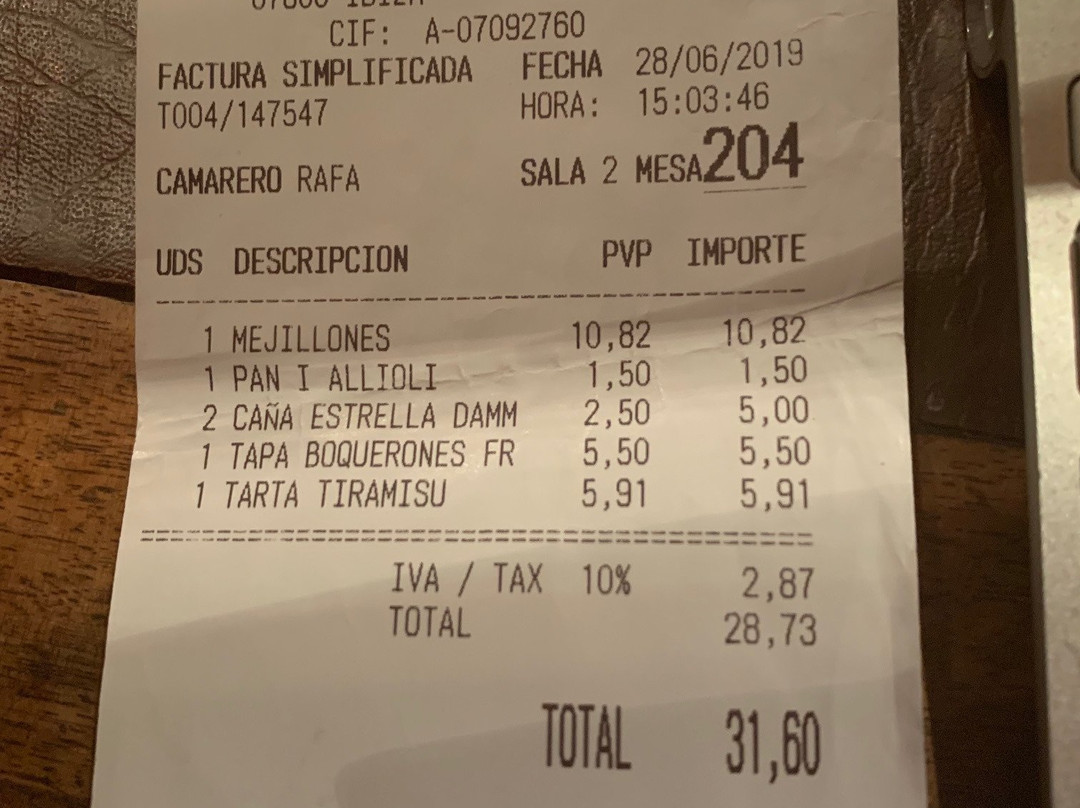 07800 IBIZA
CIF: A-07092760
FACTURA SIMPLIFICADA FECHA 28/06/2019
T004/147547 HORA: 15:03:46
CAMARERO RAFA SALA 2 MESA 204
UDS DESCRIPCION PVP IMPORTE
1 MEJILLONES 10,82 10,82
1 PAN I ALLIOLI 1,50 1,50
2 CAÑA ESTRELLA DAMM 2,50 5,00
1 TAPA BOQUERONES FR 5,50 5,50
1 TARTA TIRAMISU 5,91 5,91
IVA / TAX 10% 2,87
TOTAL 28,73
TOTAL 31,60